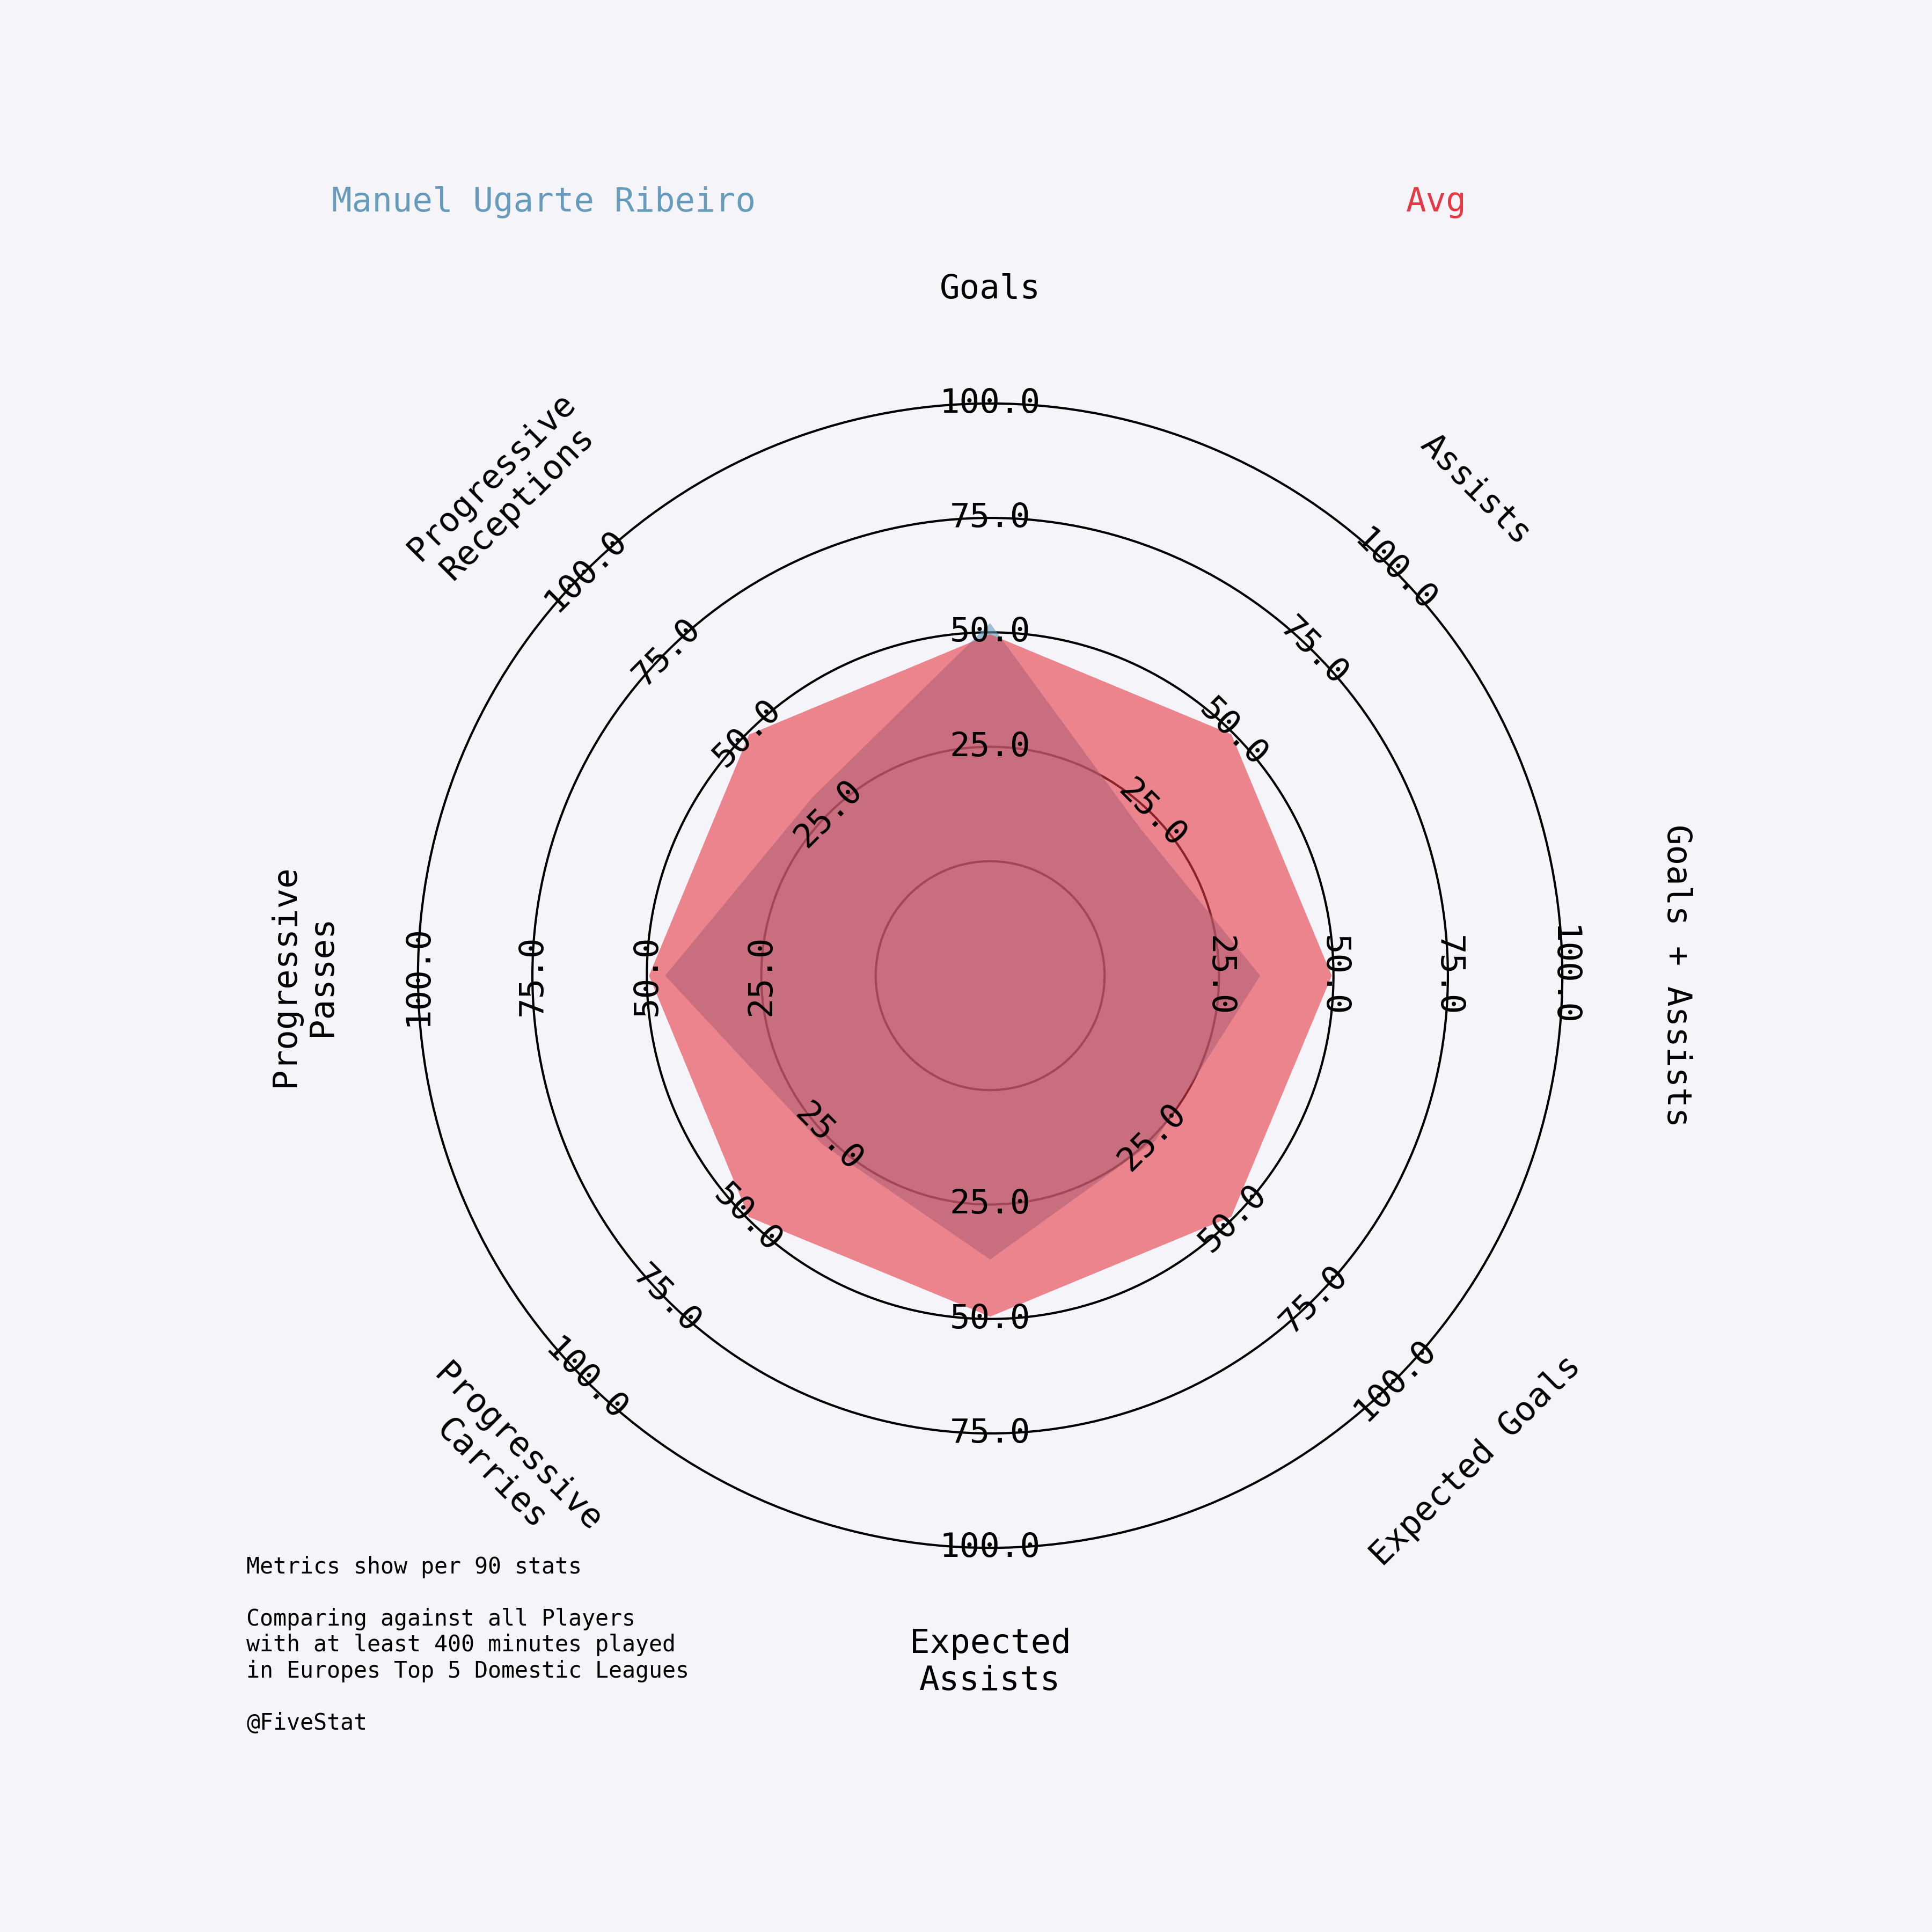 Manuel Ugarte Ribeiro
Avg
Goals
Assists
Goals + Assists
Expected Goals
Expected
Assists
Progressive
Carries
Progressive
Passes
Progressive
Receptions
25.0
50.0
75.0
100.0
25.0
50.0
75.0
100.0
25.0
50.0
75.0
100.0
25.0
50.0
75.0
100.0
25.0
50.0
75.0
100.0
25.0
50.0
75.0
100.0
25.0
50.0
75.0
100.0
25.0
50.0
75.0
100.0
Metrics show per 90 stats
Comparing against all Players
with at least 400 minutes played
in Europes Top 5 Domestic Leagues
@FiveStat